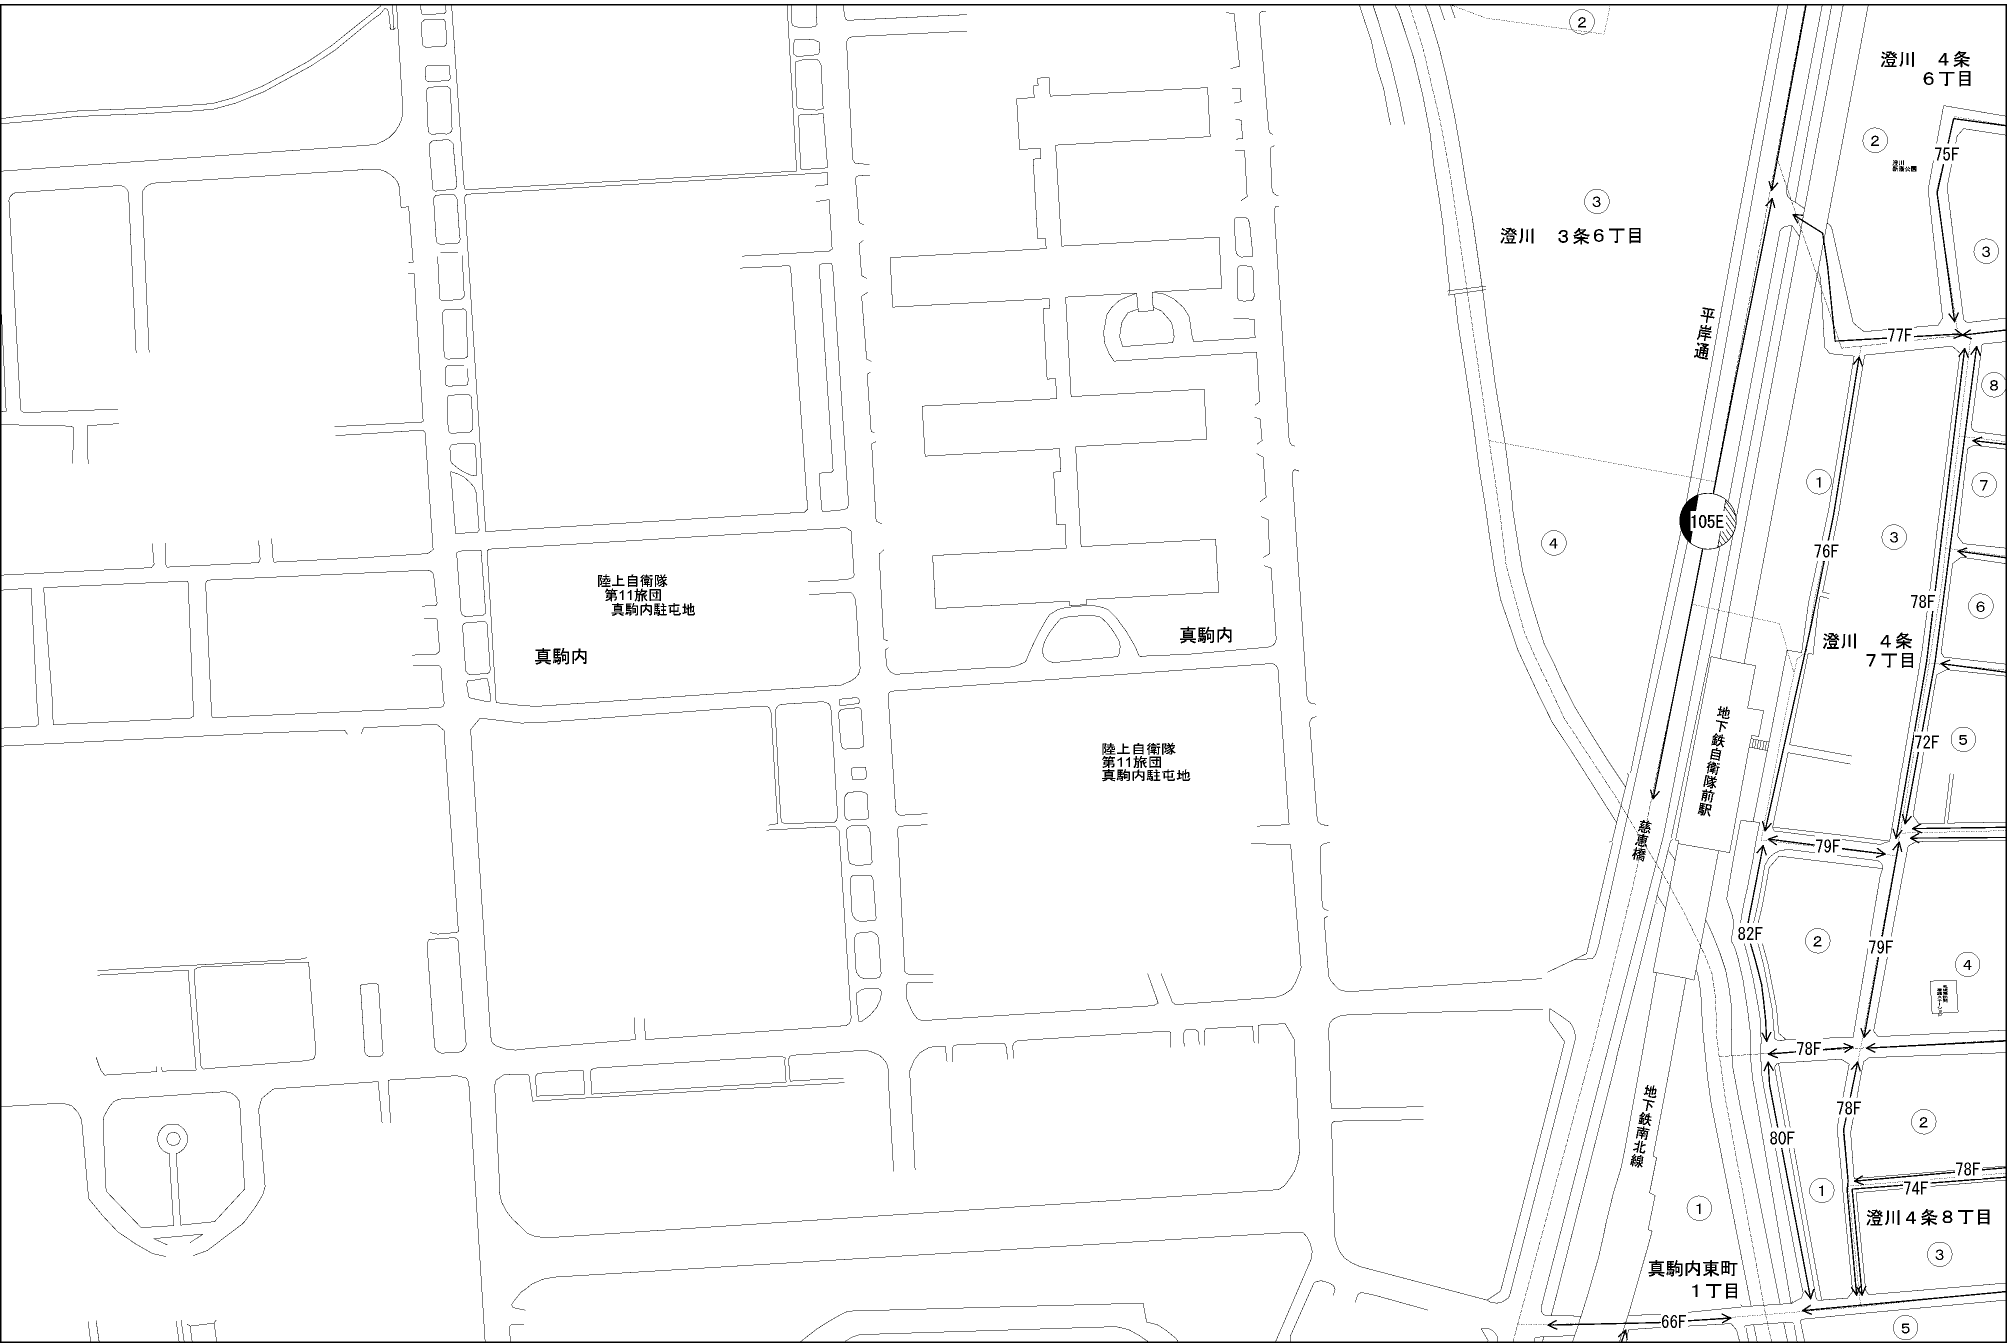 ②
澄川 4条
6丁目
②
75F
澄川
③
③
澄川 3条6丁目
平岸通
77F
⑧
①
⑦
105E
③
④
76F
陸上自衛隊
第11旅団
真駒内駐屯地
78F
⑥
真駒内
澄川 4条
7丁目
真駒内
地下鉄自衛隊前駅
72F
⑤
陸上自衛隊
第11旅団
真駒内駐屯地
慈恵橋
79F
82F
②
79F
④
78F
地下鉄南北線
78F
②
80F
78F
74F
①
①
澄川4条8丁目
③
真駒内東町
1丁目
66F
⑤